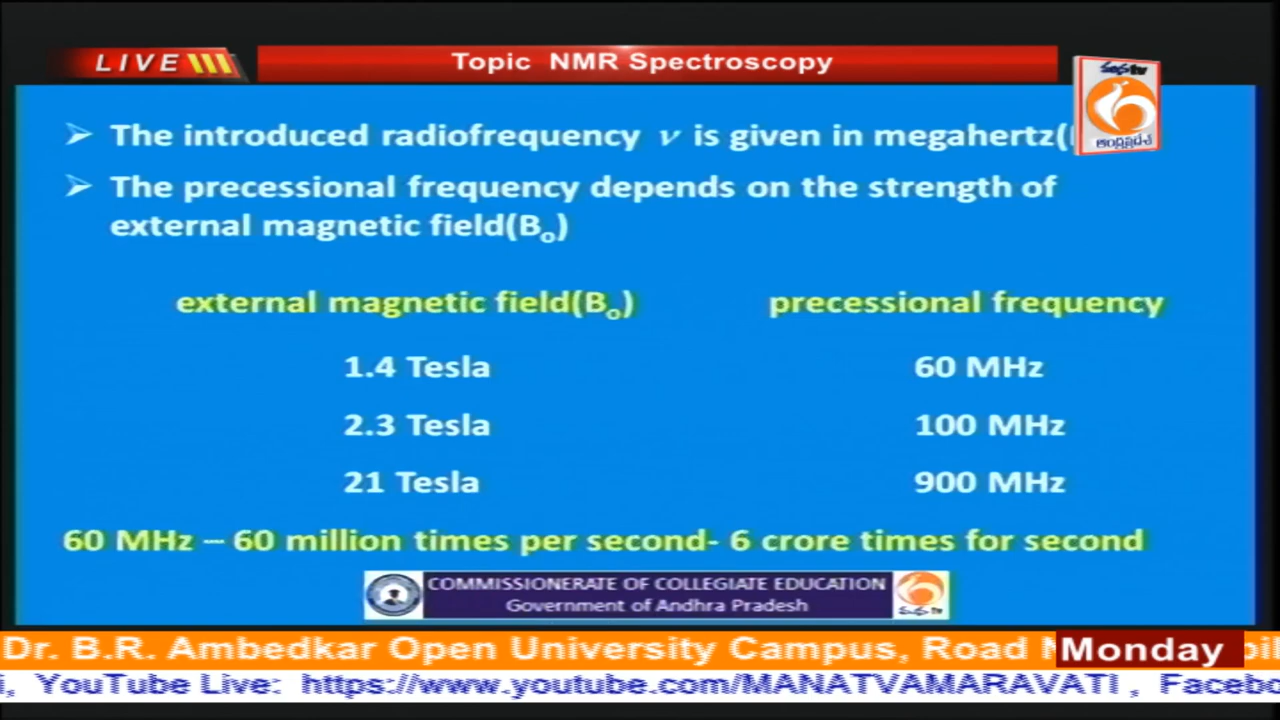 LIVE
Topic NMR Spectroscopy
మన tv
ఆంధ్రప్రదేశ్
➢ The introduced radiofrequency ν is given in megahertz(
➢ The precessional frequency depends on the strength of
external magnetic field(Bo)
external magnetic field(Bo) precessional frequency
1.4 Tesla 60 MHz
2.3 Tesla 100 MHz
21 Tesla 900 MHz
60 MHz – 60 million times per second- 6 crore times for second
COMMISSIONERATE OF COLLEGIATE EDUCATION
Government of Andhra Pradesh
Dr. B.R. Ambedkar Open University Campus, Road Monday
YouTube Live: https://www.youtube.com/MANATVAMARAVATI ,